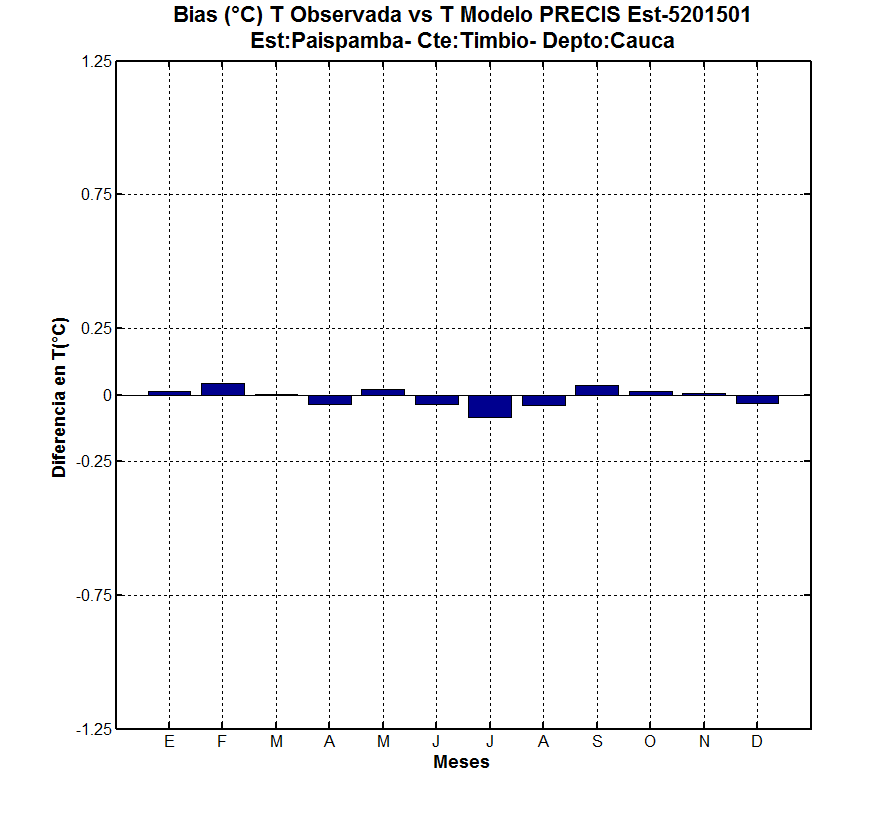 Bias (°C) T Observada vs T Modelo PRECIS Est-5201501
Est:Paispamba- Cte:Timbio- Depto:Cauca
1.25
0.75
0.25
0
-0.25
-0.75
-1.25
Diferencia en T(°C)
E F M A M J J A S O N D
Meses